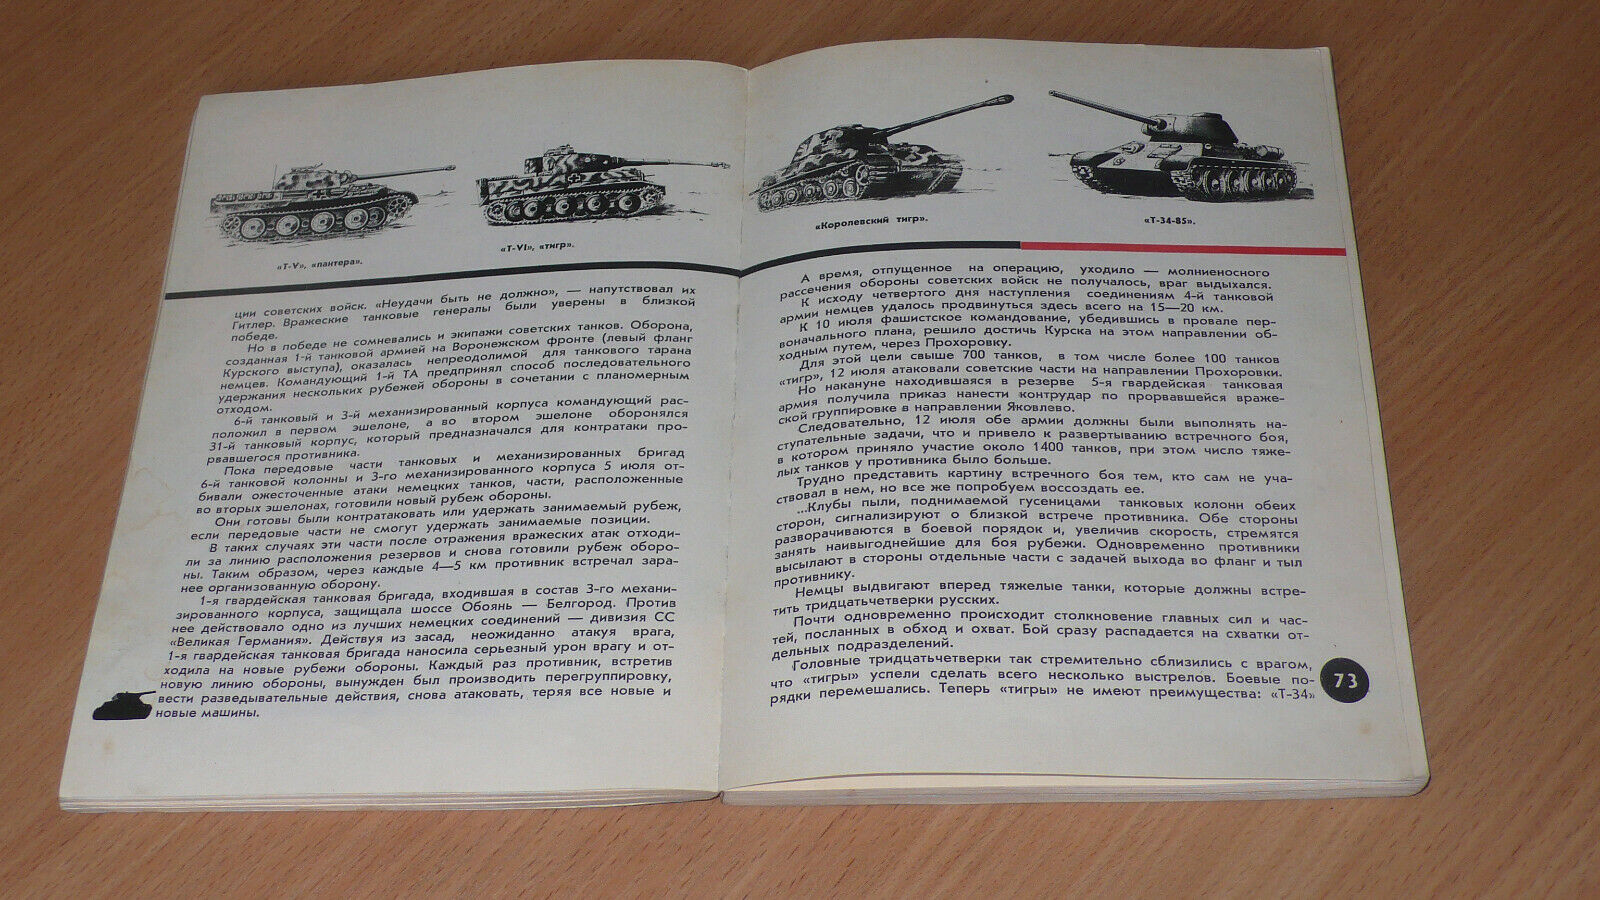 «Т-V», «пантера».
«Т-VI», «тигр».
ции советских войск. «Неудачи быть не должно», — напутствовал их
Гитлер. Вражеские танковые генералы были уверены в близкой
победе.
Но в победе не сомневались и экипажи советских танков. Оборона,
созданная 1-й танковой армией на Воронежском фронте (левый фланг
Курского выступа), оказалась непреодолимой для танкового тарана
немцев. Командующий 1-й ТА предпринял способ последовательного
удержания нескольких рубежей обороны в сочетании с планомерным
отходом.
6-й танковый и 3-й механизированный корпуса командующий рас-
положил в первом эшелоне, а во втором эшелоне оборонялся
31-й танковый корпус, который предназначался для контратаки про-
рвавшегося противника.
Пока передовые части танковых и механизированных бригад
6-й танковой колонны и 3-го механизированного корпуса 5 июля от-
бивали ожесточенные атаки немецких танков, части, расположенные
во вторых эшелонах, готовили новый рубеж обороны.
Они готовы были контратаковать или удержать занимаемый рубеж,
если передовые части не смогут удержать занимаемые позиции.
В таких случаях эти части после отражения вражеских атак отходи-
ли за линию расположения резервов и снова готовили рубеж оборо-
ны. Таким образом, через каждые 4—5 км противник встречал зара-
нее организованную оборону.
1-я гвардейская танковая бригада, входившая в состав 3-го механи-
зированного корпуса, защищала шоссе Обоянь — Белгород. Против
нее действовало одно из лучших немецких соединений — дивизия СС
«Великая Германия». Действуя из засад, неожиданно атакуя врага,
1-я гвардейская танковая бригада наносила серьезный урон врагу и от-
ходила на новые рубежи обороны. Каждый раз противник, встретив
новую линию обороны, вынужден был производить перегруппировку,
вести разведывательные действия, снова атаковать, теряя все новые и
новые машины.
«Королевский тигр».
«Т-34-85».
А время, отпущенное на операцию, уходило — молниеносного
рассечения обороны советских войск не получалось, враг выдыхался.
К исходу четвертого дня наступления соединениям 4-й танковой
армии немцев удалось продвинуться здесь всего на 15—20 км.
К 10 июля фашистское командование, убедившись в провале пер-
воначального плана, решило достичь Курска на этом направлении об-
ходным путем, через Прохоровку.
Для этой цели свыше 700 танков, в том числе более 100 танков
«тигр», 12 июля атаковали советские части на направлении Прохоровки.
Но накануне находившаяся в резерве 5-я гвардейская танковая
армия получила приказ нанести контрудар по прорвавшейся враже-
ской группировке в направлении Яковлево.
Следовательно, 12 июля обе армии должны были выполнять на-
ступательные задачи, что и привело к развертыванию встречного боя,
в котором приняло участие около 1400 танков, при этом число тяже-
лых танков у противника было больше.
Трудно представить картину встречного боя тем, кто сам не уча-
ствовал в нем, но все же попробуем воссоздать ее.
...Клубы пыли, поднимаемой гусеницами танковых колонн обеих
сторон, сигнализируют о близкой встрече противника. Обе стороны
разворачиваются в боевой порядок и, увеличив скорость, стремятся
занять наивыгоднейшие для боя рубежи. Одновременно противники
высылают в стороны отдельные части с задачей выхода во фланг и тыл
противнику.
Немцы выдвигают вперед тяжелые танки, которые должны встре-
тить тридцатьчетверки русских.
Почти одновременно происходит столкновение главных сил и час-
тей, посланных в обход и охват. Бой сразу распадается на схватки от-
дельных подразделений.
Головные тридцатьчетверки так стремительно сблизились с врагом,
что «тигры» успели сделать всего несколько выстрелов. Боевые по-
рядки перемешались. Теперь «тигры» не имеют преимущества: «Т-34»
73